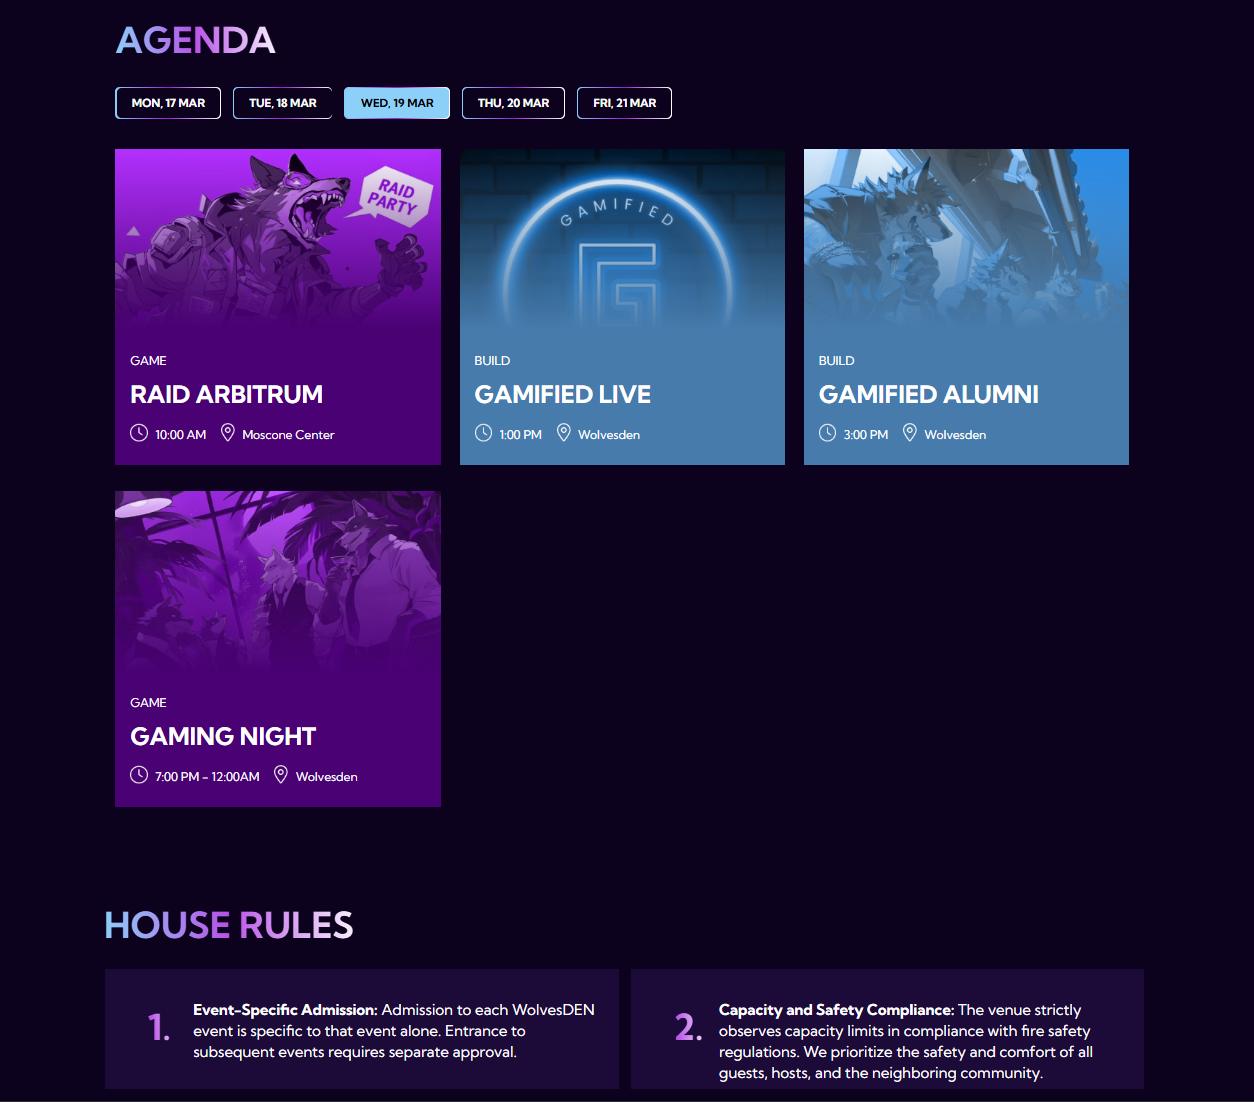 AGENDA
MON, 17 MAR
TUE, 18 MAR
WED, 19 MAR
THU, 20 MAR
FRI, 21 MAR
RAID
PARTY
GAME
RAID ARBITRUM
10:00 AM Moscone Center
GAMIFIED
G
BUILD
GAMIFIED LIVE
1:00 PM Wolvesden
BUILD
GAMIFIED ALUMNI
3:00 PM Wolvesden
GAME
GAMING NIGHT
7:00 PM - 12:00AM Wolvesden
HOUSE RULES
1.
Event-Specific Admission: Admission to each WolvesDEN
event is specific to that event alone. Entrance to
subsequent events requires separate approval.
2.
Capacity and Safety Compliance: The venue strictly
observes capacity limits in compliance with fire safety
regulations. We prioritize the safety and comfort of all
guests, hosts, and the neighboring community.